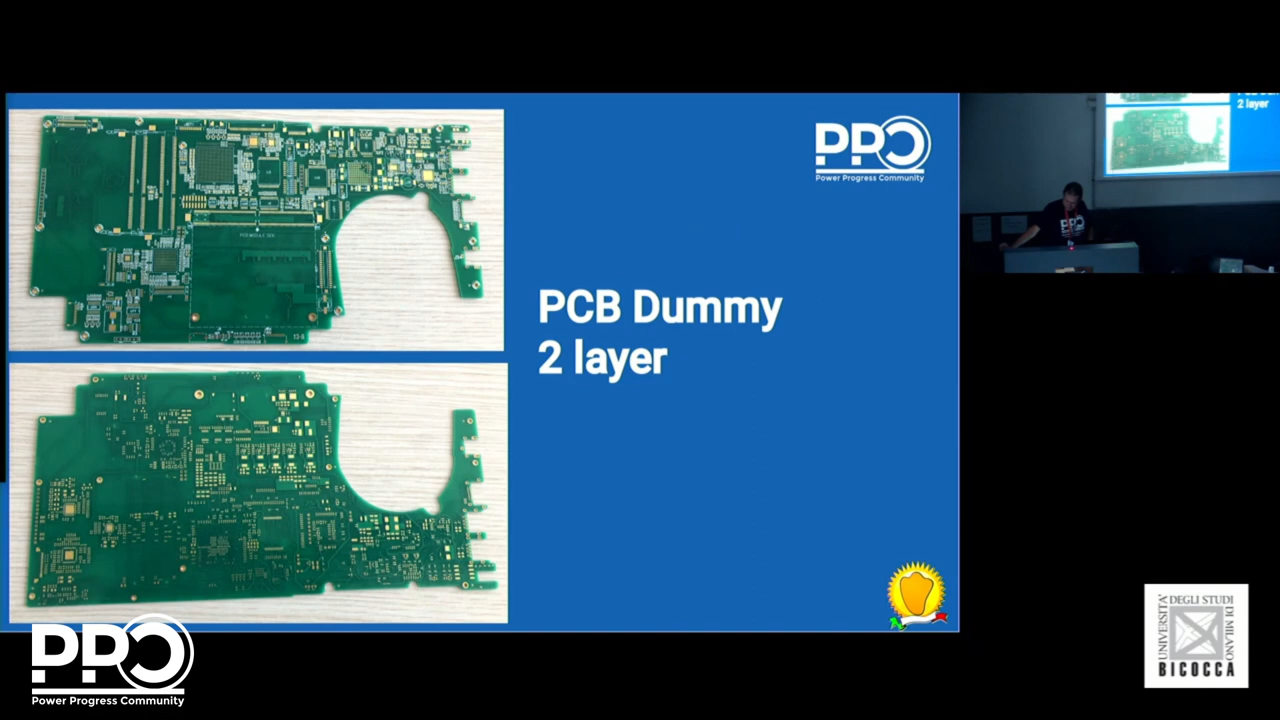 PPC
Power Progress Community
PCB Dummy
2 layer
2 layer
PPC
Power Progress Community
UNIVERSITA'
DEGLI STUDI
DI MILANO
BICOCCA